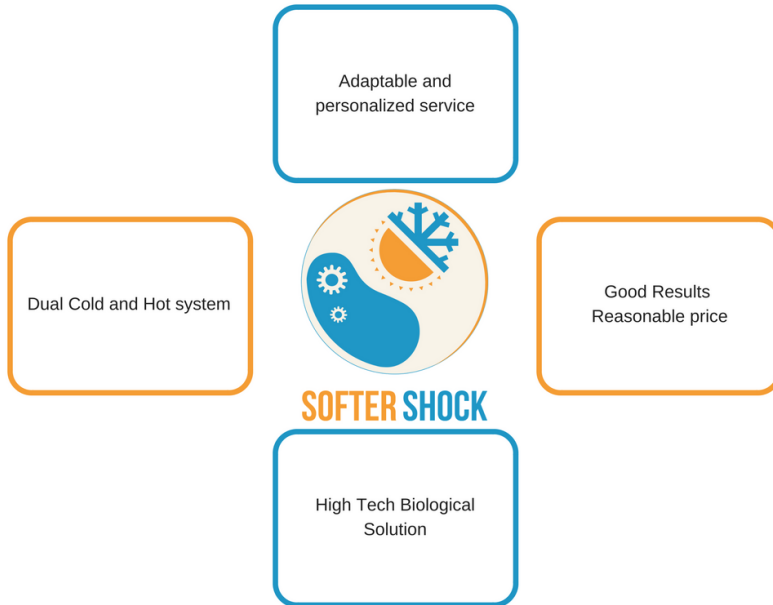 Adaptable and
personalized service
Dual Cold and Hot system
Good Results
Reasonable price
SOFTER SHOCK
High Tech Biological
Solution